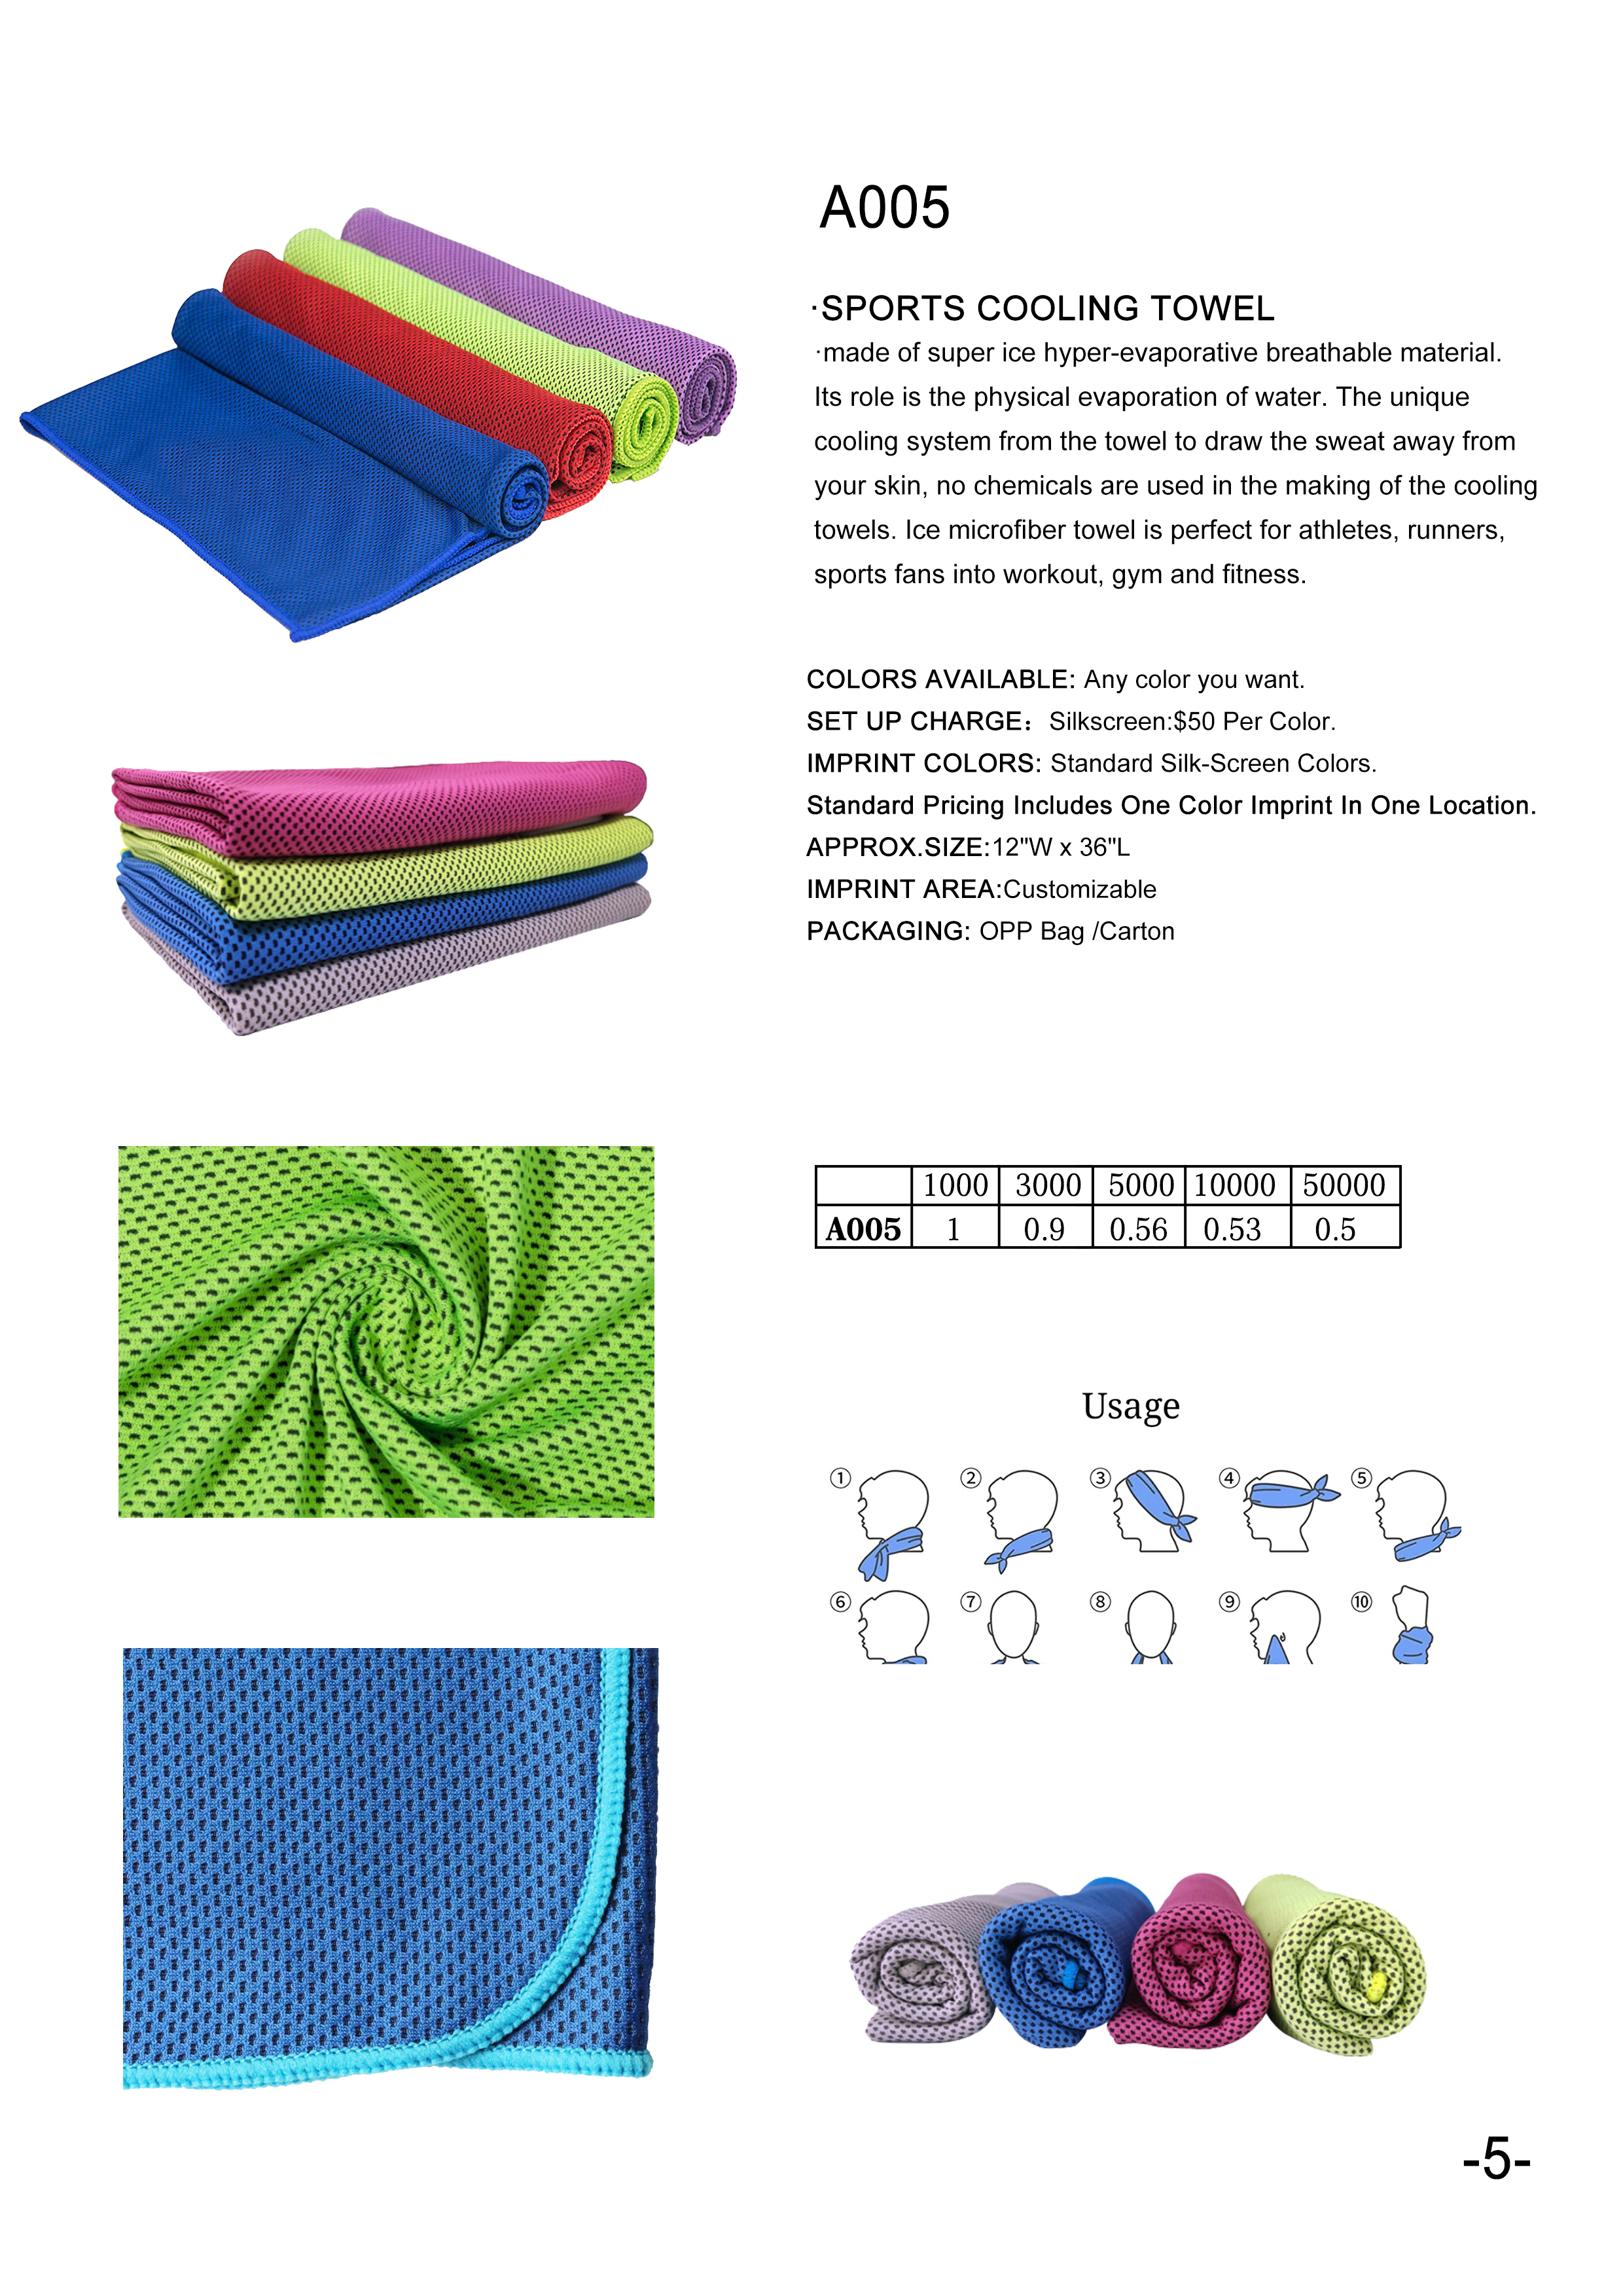 A005
·SPORTS COOLING TOWEL
·made of super ice hyper-evaporative breathable material.
Its role is the physical evaporation of water. The unique
cooling system from the towel to draw the sweat away from
your skin, no chemicals are used in the making of the cooling
towels. Ice microfiber towel is perfect for athletes, runners,
sports fans into workout, gym and fitness.
COLORS AVAILABLE: Any color you want.
SET UP CHARGE：Silkscreen:$50 Per Color.
IMPRINT COLORS: Standard Silk-Screen Colors.
Standard Pricing Includes One Color Imprint In One Location.
APPROX.SIZE:12"W x 36"L
IMPRINT AREA:Customizable
PACKAGING: OPP Bag /Carton
1000 3000 5000 10000 50000
A005 1 0.9 0.56 0.53 0.5
Usage
① ② ③ ④ ⑤
⑥ ⑦ ⑧ ⑨ ⑩
-5-